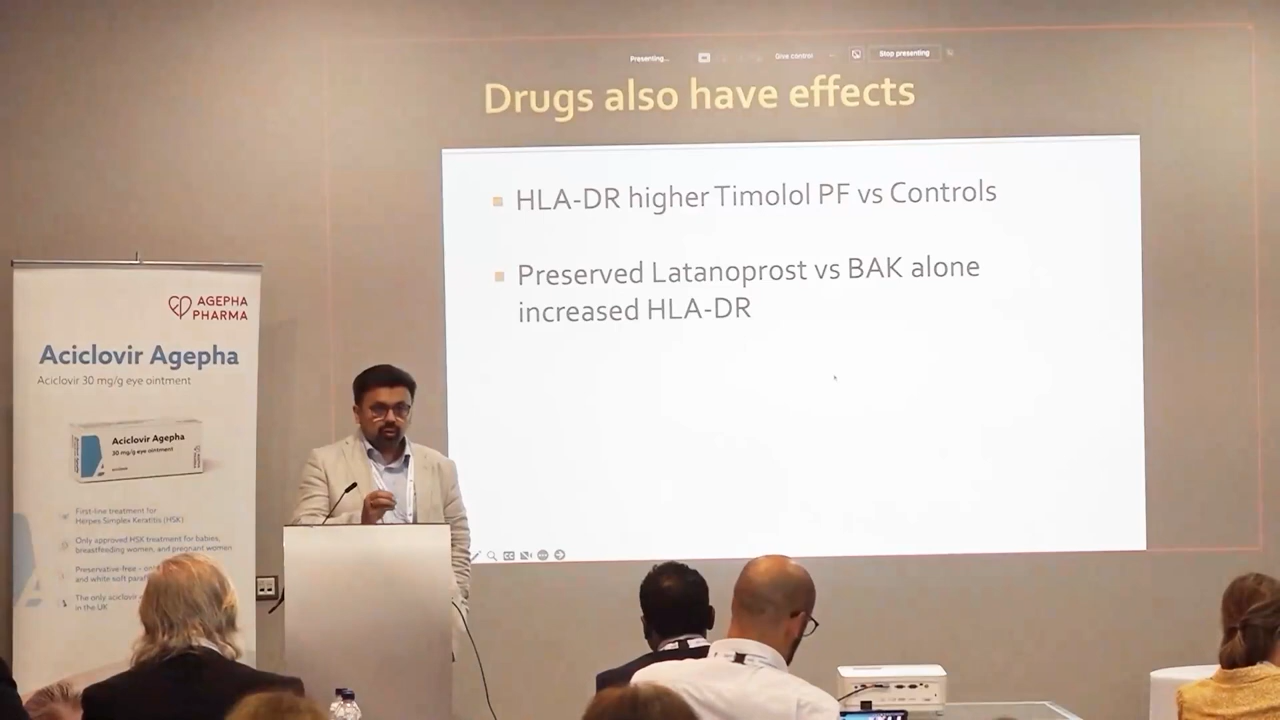 Presenting...
Give control
Stop presenting
Drugs also have effects
HLA-DR higher Timolol PF vs Controls
Preserved Latanoprost vs BAK alone
increased HLA-DR
AGEPHA
PHARMA
Aciclovir Agepha
Aciclovir 30 mg/g eye ointment
Aciclovir Agepha
30 mg/g eye ointment
First-line treatment for
Herpes Simplex Keratitis (HSK)
Only approved HSK treatment for babies,
breastfeeding women, and pregnant women
Preservative-free -
and white soft
The only aciclovir
in the UK
CC